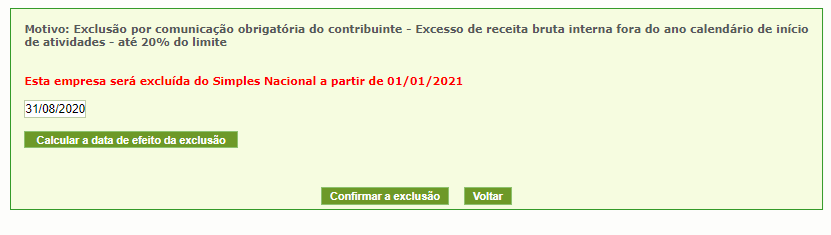 Motivo: Exclusão por comunicação obrigatória do contribuinte - Excesso de receita bruta interna fora do ano calendário de início
de atividades - até 20% do limite
Esta empresa será excluída do Simples Nacional a partir de 01/01/2021
31/08/2020
Calcular a data de efeito da exclusão
Confirmar a exclusão Voltar